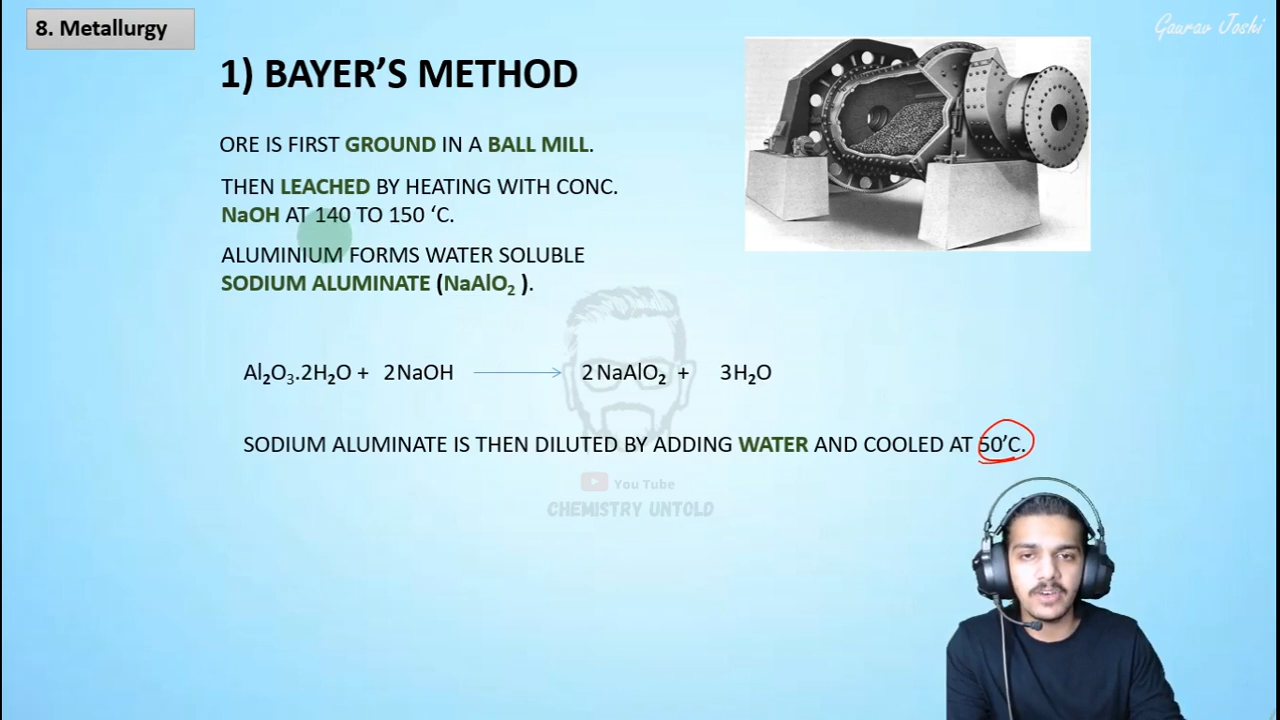 8. Metallurgy
Gaurav Joshi
1) BAYER’S METHOD
ORE IS FIRST GROUND IN A BALL MILL.
THEN LEACHED BY HEATING WITH CONC.
NaOH AT 140 TO 150 ‘C.
ALUMINIUM FORMS WATER SOLUBLE
SODIUM ALUMINATE (NaAlO₂ ).
Al₂O₃.2H₂O + 2NaOH ⟶ 2NaAlO₂ + 3H₂O
SODIUM ALUMINATE IS THEN DILUTED BY ADDING WATER AND COOLED AT 50’C.
You Tube
CHEMISTRY UNTOLD